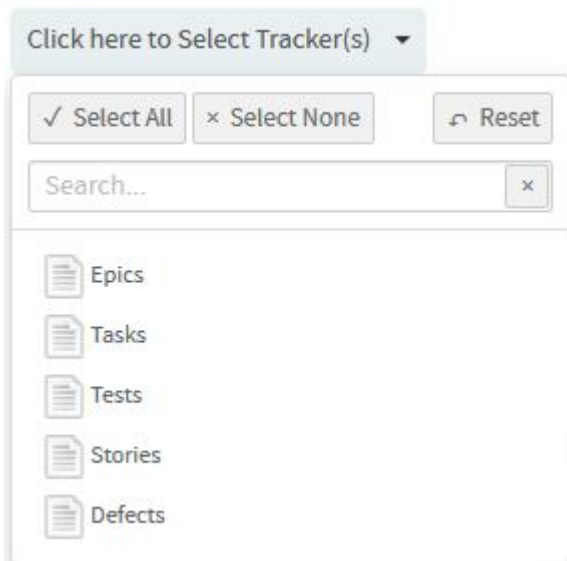 Click here to Select Tracker(s)
✓ Select All × Select None ↶ Reset
Search... ×
Epics
Tasks
Tests
Stories
Defects